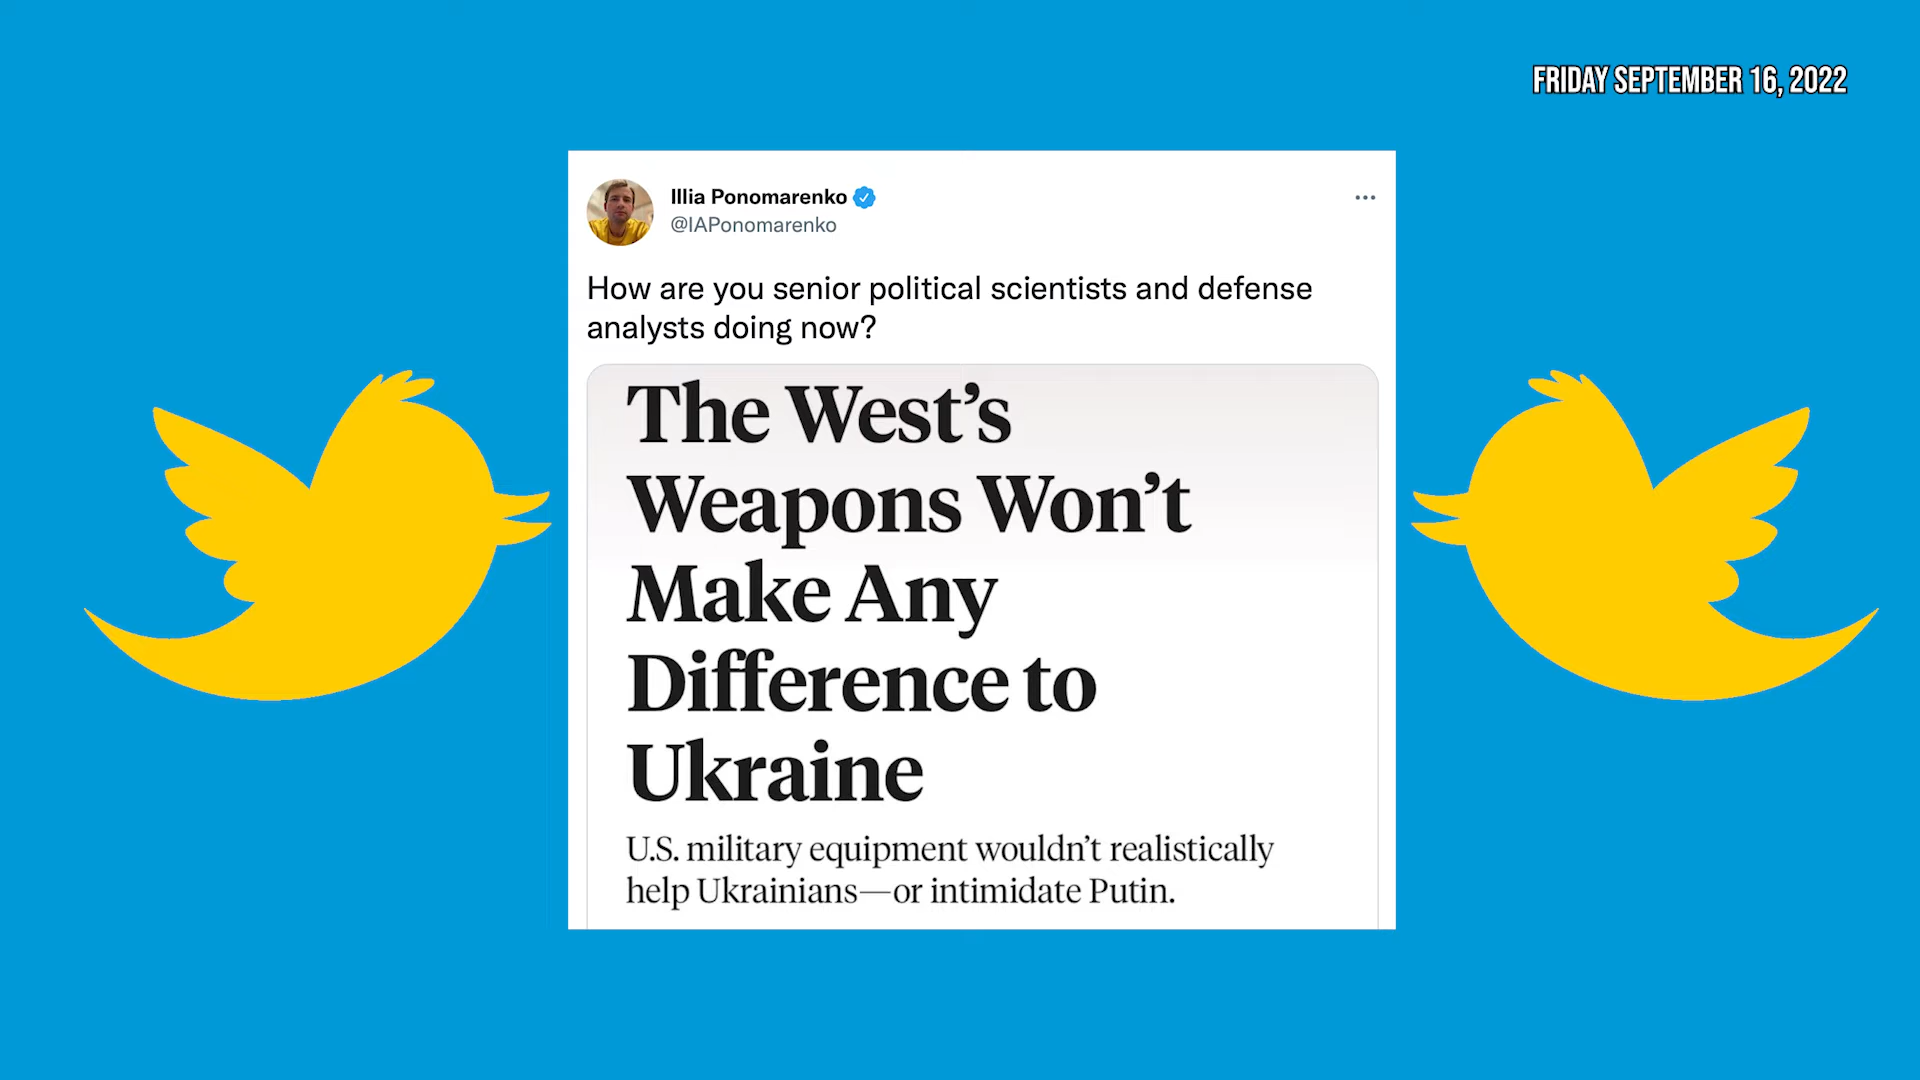 FRIDAY SEPTEMBER 16, 2022
Illia Ponomarenko
@IAPonomarenko
How are you senior political scientists and defense
analysts doing now?
The West’s
Weapons Won’t
Make Any
Difference to
Ukraine
U.S. military equipment wouldn’t realistically
help Ukrainians—or intimidate Putin.